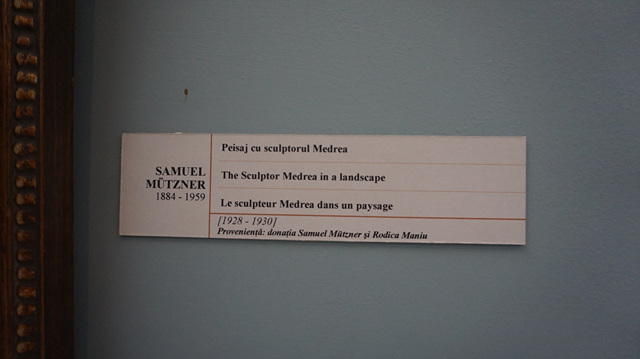 SAMUEL
MÜTZNER
1884 - 1959
Peisaj cu sculptorul Medrea
The Sculptor Medrea in a landscape
Le sculpteur Medrea dans un paysage
[1928 - 1930]
Proveniență: donația Samuel Mützner și Rodica Maniu